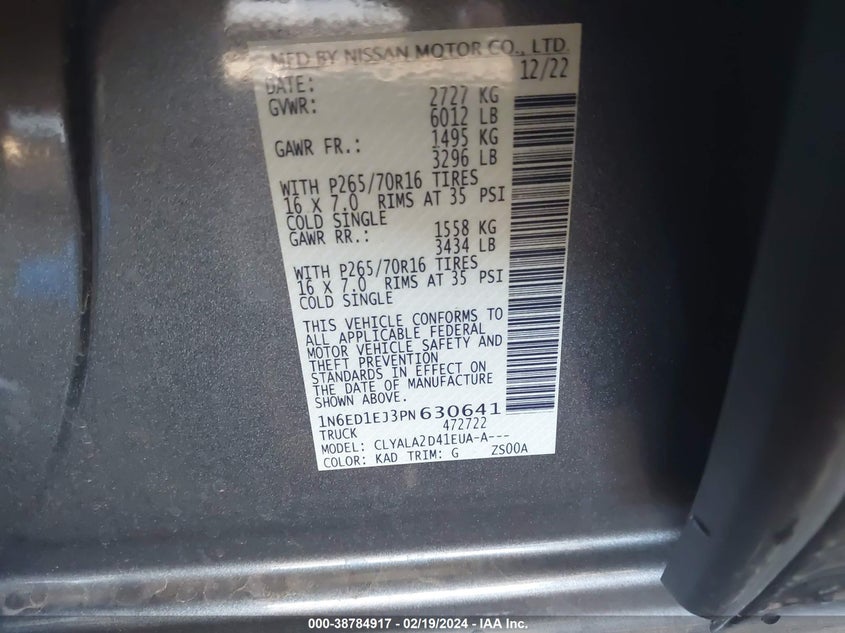 MFD BY NISSAN MOTOR CO., LTD.
DATE: 12/22
GVWR: 2727 KG
6012 LB
GAWR FR.: 1495 KG
3296 LB
WITH P265/70R16 TIRES
16 X 7.0 RIMS AT 35 PSI
COLD SINGLE
GAWR RR.: 1558 KG
3434 LB
WITH P265/70R16 TIRES
16 X 7.0 RIMS AT 35 PSI
COLD SINGLE
THIS VEHICLE CONFORMS TO
ALL APPLICABLE FEDERAL
MOTOR VEHICLE SAFETY AND
THEFT PREVENTION
STANDARDS IN EFFECT ON
THE DATE OF MANUFACTURE
SHOWN ABOVE.
1N6ED1EJ3PN630641
TRUCK 472722
MODEL: CLYALA2D41EUA-A---
COLOR: KAD TRIM: G ZS00A
000-38784917 - 02/19/2024 - IAA Inc.